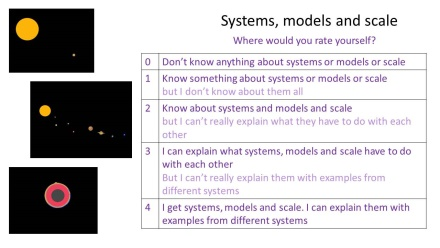 Systems, models and scale
Where would you rate yourself?
0 Don't know anything about systems or models or scale
1 Know something about systems or models or scale
but I don't know about them all
2 Know about systems and models and scale
but I can't really explain what they have to do with each
other
3 I can explain what systems, models and scale have to do
with each other
But I can't really explain them with examples from
different systems
4 I get systems, models and scale. I can explain them with
examples from different systems